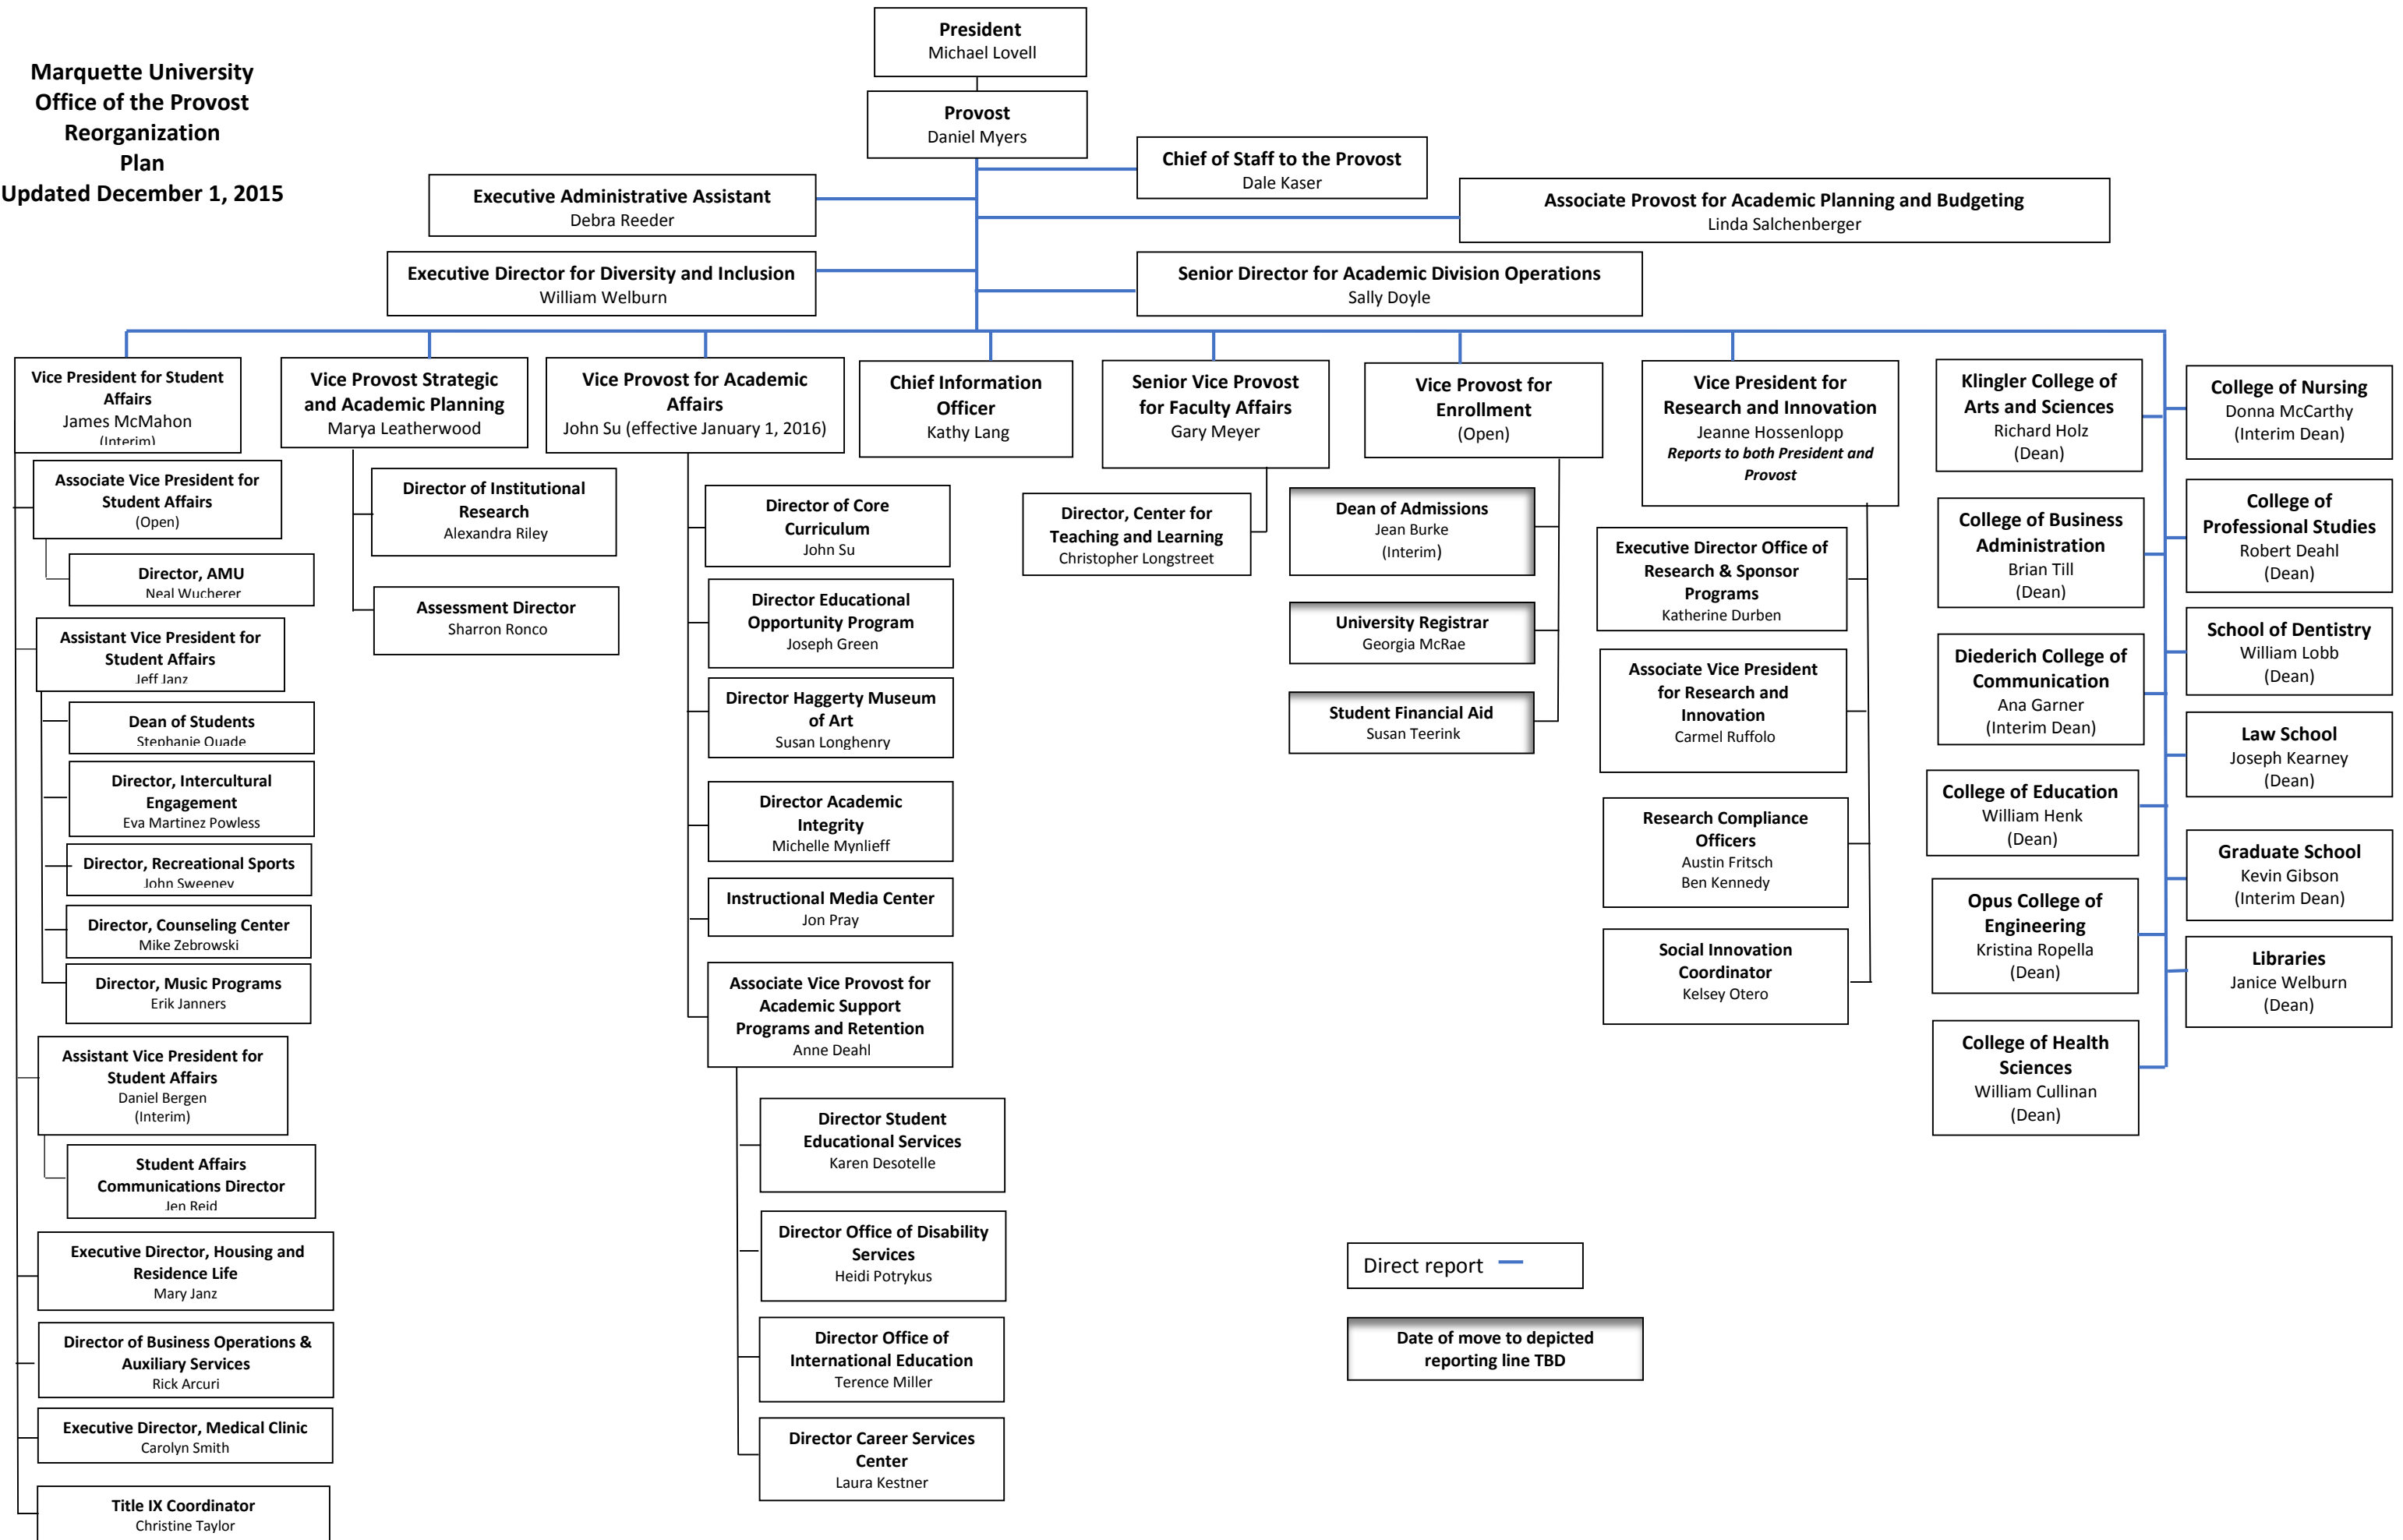 Marquette University
Office of the Provost
Reorganization
Plan
Updated December 1, 2015
President
Michael Lovell
Provost
Daniel Myers
Chief of Staff to the Provost
Dale Kaser
Executive Administrative Assistant
Debra Reeder
Associate Provost for Academic Planning and Budgeting
Linda Salchenberger
Executive Director for Diversity and Inclusion
William Welburn
Senior Director for Academic Division Operations
Sally Doyle
Vice President for Student
Affairs
James McMahon
(Interim)
Associate Vice President for
Student Affairs
(Open)
Director, AMU
Neal Wucherer
Assistant Vice President for
Student Affairs
Jeff Janz
Dean of Students
Stephanie Quade
Director, Intercultural
Engagement
Eva Martinez Powless
Director, Recreational Sports
John Sweeney
Director, Counseling Center
Mike Zebrowski
Director, Music Programs
Erik Janners
Assistant Vice President for
Student Affairs
Daniel Bergen
(Interim)
Student Affairs
Communications Director
Jen Reid
Executive Director, Housing and
Residence Life
Mary Janz
Director of Business Operations &
Auxiliary Services
Rick Arcuri
Executive Director, Medical Clinic
Carolyn Smith
Title IX Coordinator
Christine Taylor
Vice Provost Strategic
and Academic Planning
Marya Leatherwood
Director of Institutional
Research
Alexandra Riley
Assessment Director
Sharron Ronco
Vice Provost for Academic
Affairs
John Su (effective January 1, 2016)
Director of Core
Curriculum
John Su
Director Educational
Opportunity Program
Joseph Green
Director Haggerty Museum
of Art
Susan Longhenry
Director Academic
Integrity
Michelle Mynlieff
Instructional Media Center
Jon Pray
Associate Vice Provost for
Academic Support
Programs and Retention
Anne Deahl
Director Student
Educational Services
Karen Desotelle
Director Office of Disability
Services
Heidi Potrykus
Director Office of
International Education
Terence Miller
Director Career Services
Center
Laura Kestner
Chief Information
Officer
Kathy Lang
Senior Vice Provost
for Faculty Affairs
Gary Meyer
Director, Center for
Teaching and Learning
Christopher Longstreet
Vice Provost for
Enrollment
(Open)
Dean of Admissions
Jean Burke
(Interim)
University Registrar
Georgia McRae
Student Financial Aid
Susan Teerink
Vice President for
Research and Innovation
Jeanne Hossenlopp
Reports to both President and
Provost
Executive Director Office of
Research & Sponsor
Programs
Katherine Durben
Associate Vice President
for Research and
Innovation
Carmel Ruffolo
Research Compliance
Officers
Austin Fritsch
Ben Kennedy
Social Innovation
Coordinator
Kelsey Otero
Klingler College of
Arts and Sciences
Richard Holz
(Dean)
College of Business
Administration
Brian Till
(Dean)
Diederich College of
Communication
Ana Garner
(Interim Dean)
College of Education
William Henk
(Dean)
Opus College of
Engineering
Kristina Ropella
(Dean)
College of Health
Sciences
William Cullinan
(Dean)
College of Nursing
Donna McCarthy
(Interim Dean)
College of
Professional Studies
Robert Deahl
(Dean)
School of Dentistry
William Lobb
(Dean)
Law School
Joseph Kearney
(Dean)
Graduate School
Kevin Gibson
(Interim Dean)
Libraries
Janice Welburn
(Dean)
Direct report
Date of move to depicted
reporting line TBD